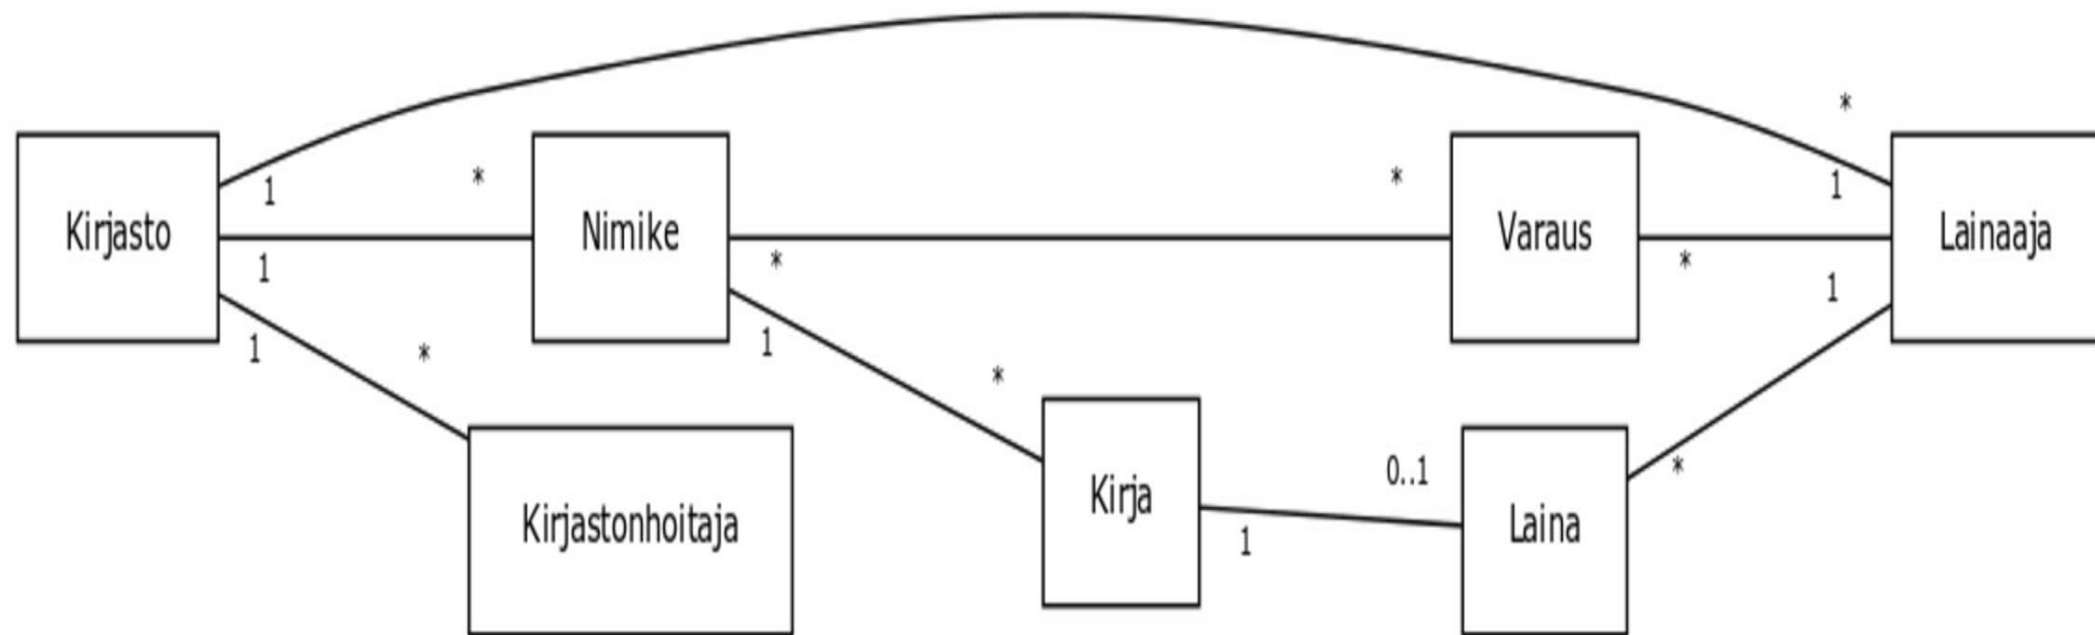 *
1
*
*
1
Kirjasto
Nimike
Varaus
Lainaaja
1
*
*
1
1
*
1
*
0..1
*
Kirja
Kirjastonhoitaja
Laina
1